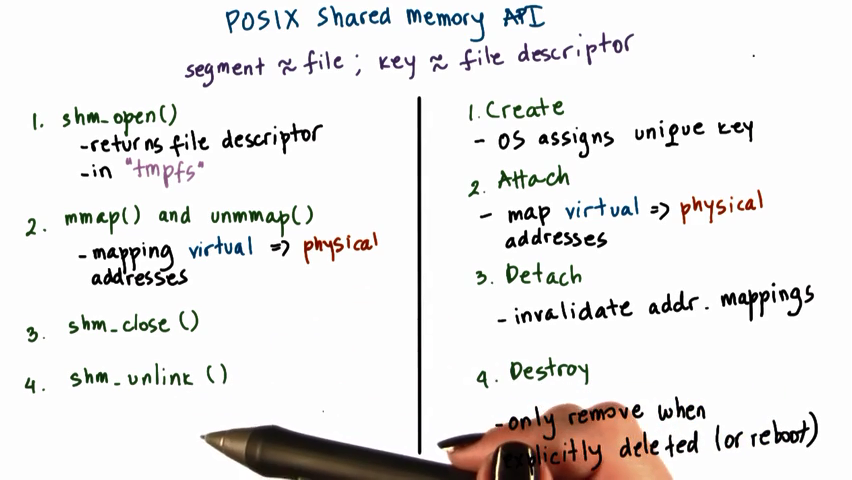 POSIX Shared Memory API
segment ≈ file ; key ≈ file descriptor
1. shm_open()
- returns file descriptor
- in "tmpfs"
2. mmap() and unmmap()
- mapping virtual => physical
addresses
3. shm_close ()
4. shm_unlink ()
1. Create
- OS assigns unique key
2. Attach
- map virtual => physical
addresses
3. Detach
- invalidate addr. mappings
4. Destroy
- only remove when
explicitly deleted (or reboot)